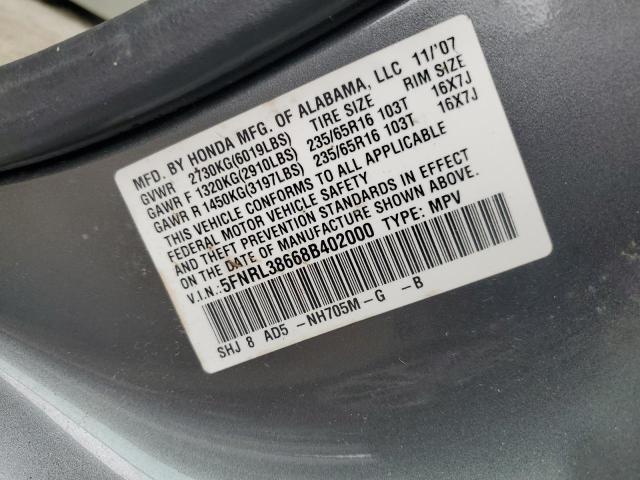 MFD. BY HONDA MFG. OF ALABAMA, LLC 11/'07
GVWR 2730KG(6019LBS) TIRE SIZE RIM SIZE
GAWR F 1320KG(2910LBS) 235/65R16 103T 16X7J
GAWR R 1450KG(3197LBS) 235/65R16 103T 16X7J
THIS VEHICLE CONFORMS TO ALL APPLICABLE
FEDERAL MOTOR VEHICLE SAFETY
AND THEFT PREVENTION STANDARDS IN EFFECT
ON THE DATE OF MANUFACTURE SHOWN ABOVE.
V.I.N.:5FNRL38668B402000 TYPE: MPV
SHJ 8 AD5 -NH705M-G -B